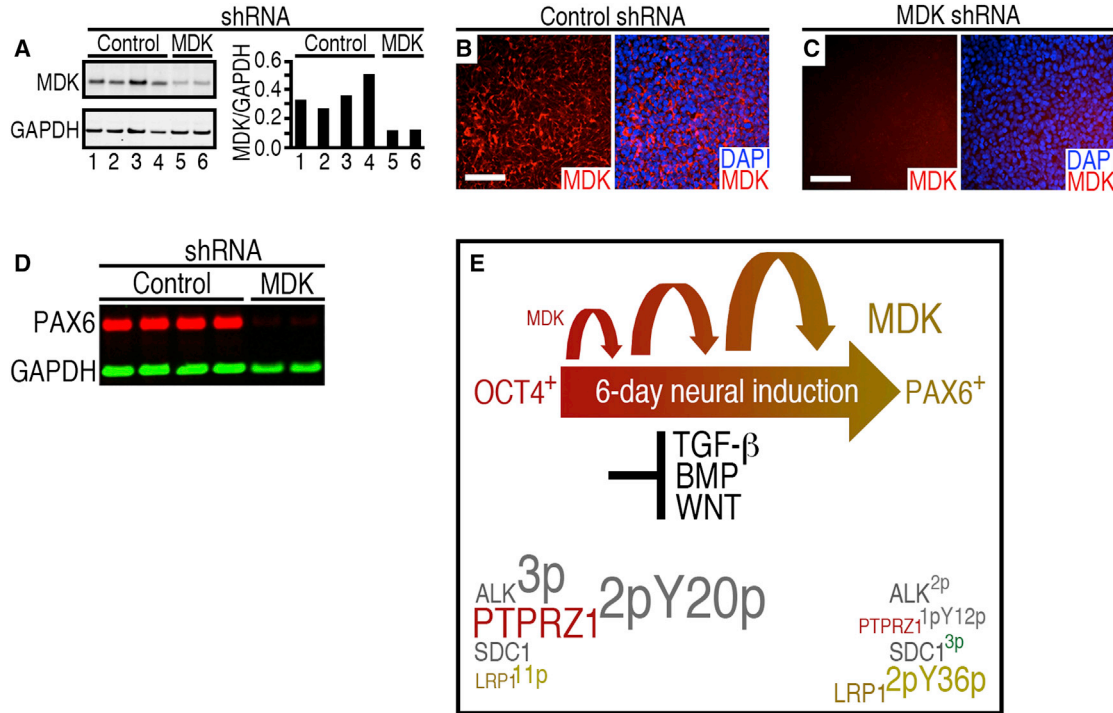 shRNA
A
Control MDK
MDK
GAPDH
1 2 3 4 5 6
MDK/GAPDH
Control MDK
0.6
0.4
0.2
0.0
1 2 3 4 5 6
Control shRNA
B
MDK
DAPI
MDK
MDK shRNA
C
MDK
DAP
MDK
D
shRNA
Control MDK
PAX6
GAPDH
E
MDK
MDK
OCT4+ 6-day neural induction PAX6+
TGF-β
BMP
WNT
ALK3p
PTPRZ12pY20p
SDC1
LRP111p
ALK2p
PTPRZ11pY12p
SDC13p
LRP12pY36p